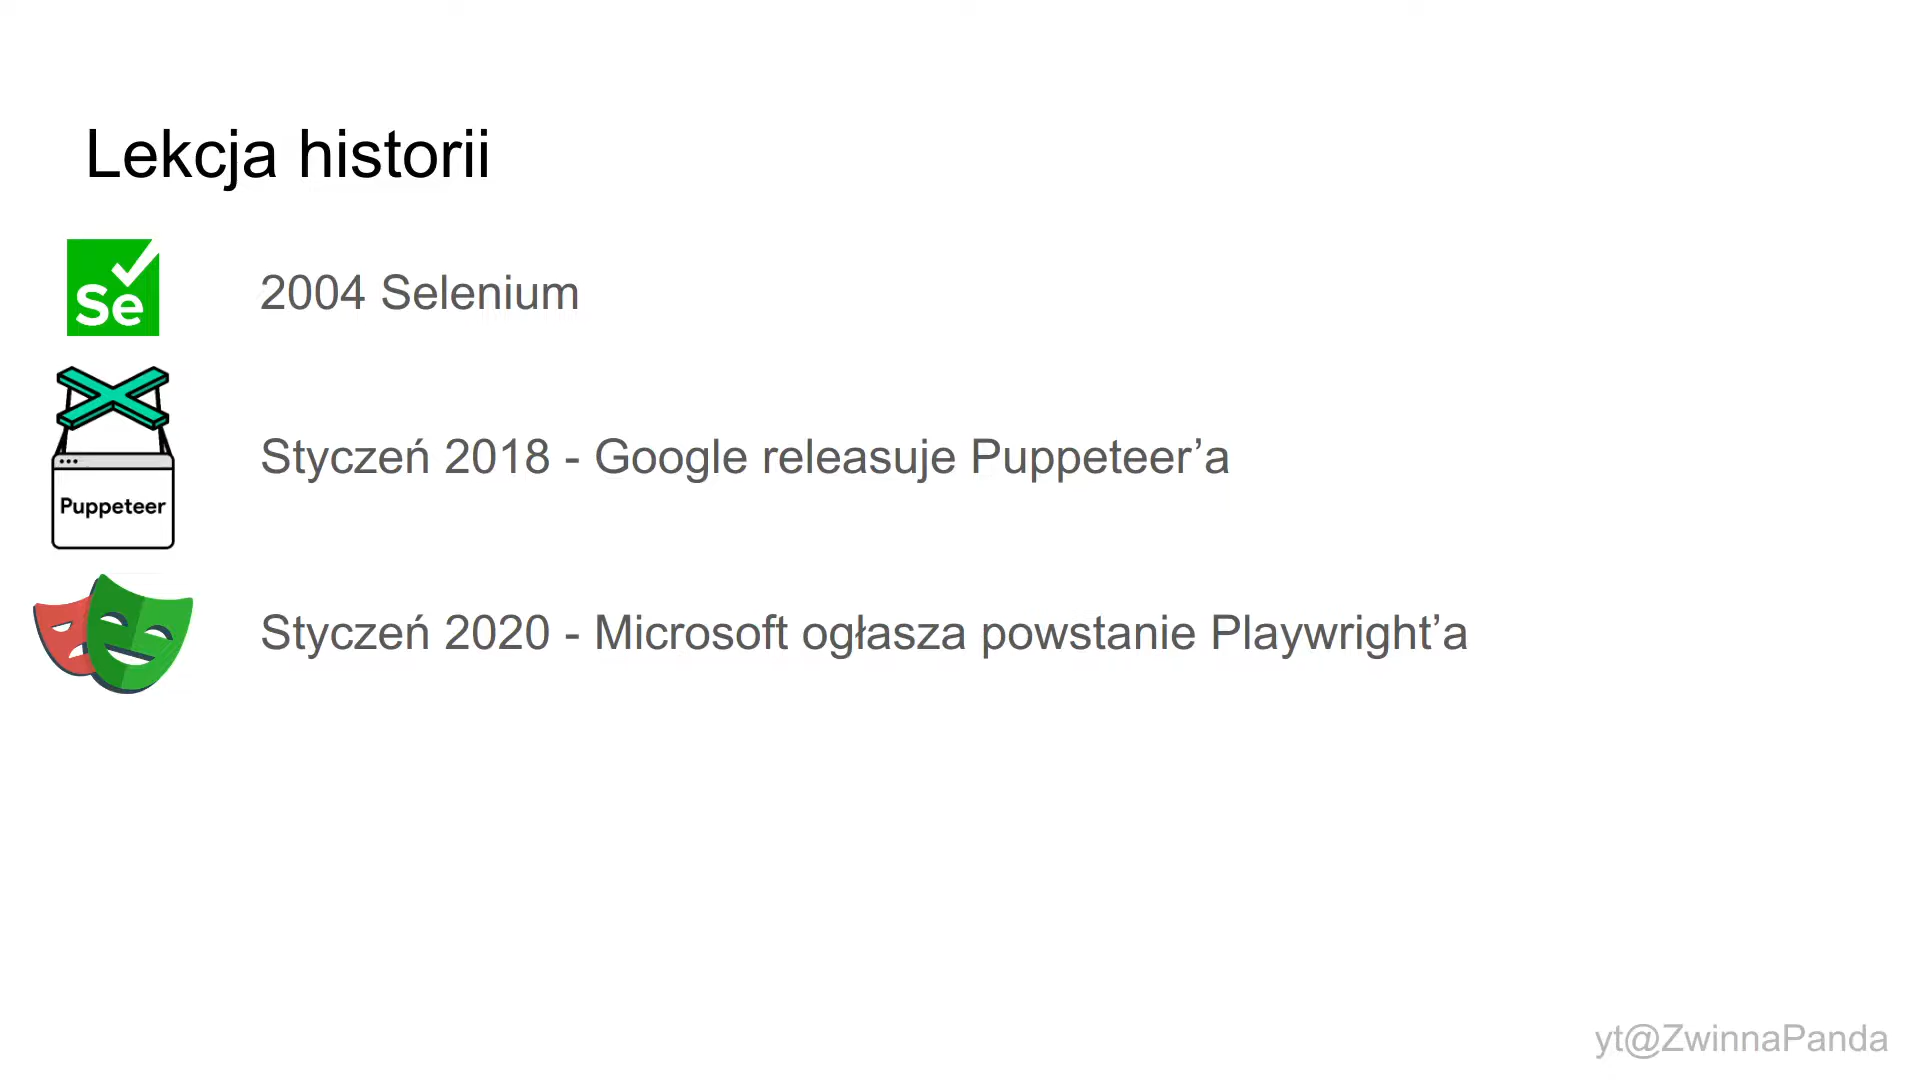 Lekcja historii
Se
2004 Selenium
Puppeteer
Styczeń 2018 - Google releasuje Puppeteer’a
Styczeń 2020 - Microsoft ogłasza powstanie Playwright’a
yt@ZwinnaPanda